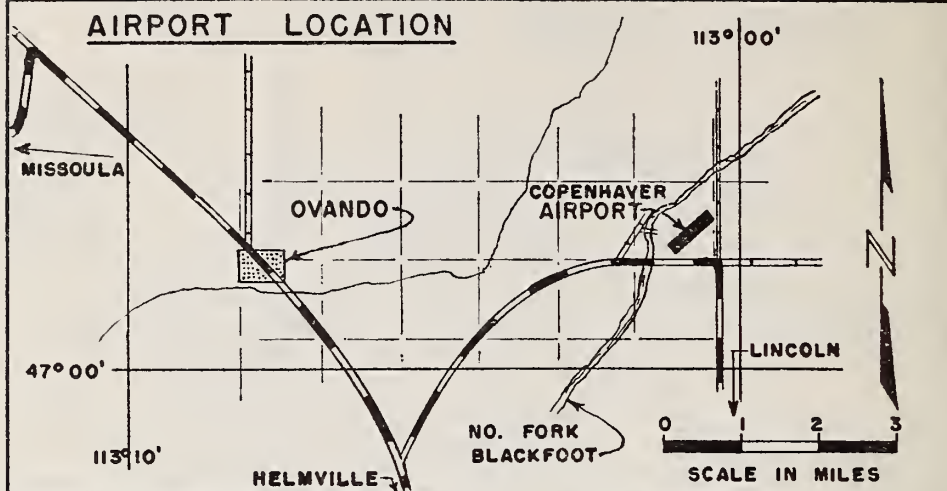 AIRPORT LOCATION
113° 00'
MISSOULA
OVANDO
COPENHAVER
AIRPORT
N
47° 00'
LINCOLN
113° 10'
NO. FORK
BLACKFOOT
HELMVILLE
0 1 2 3
SCALE IN MILES